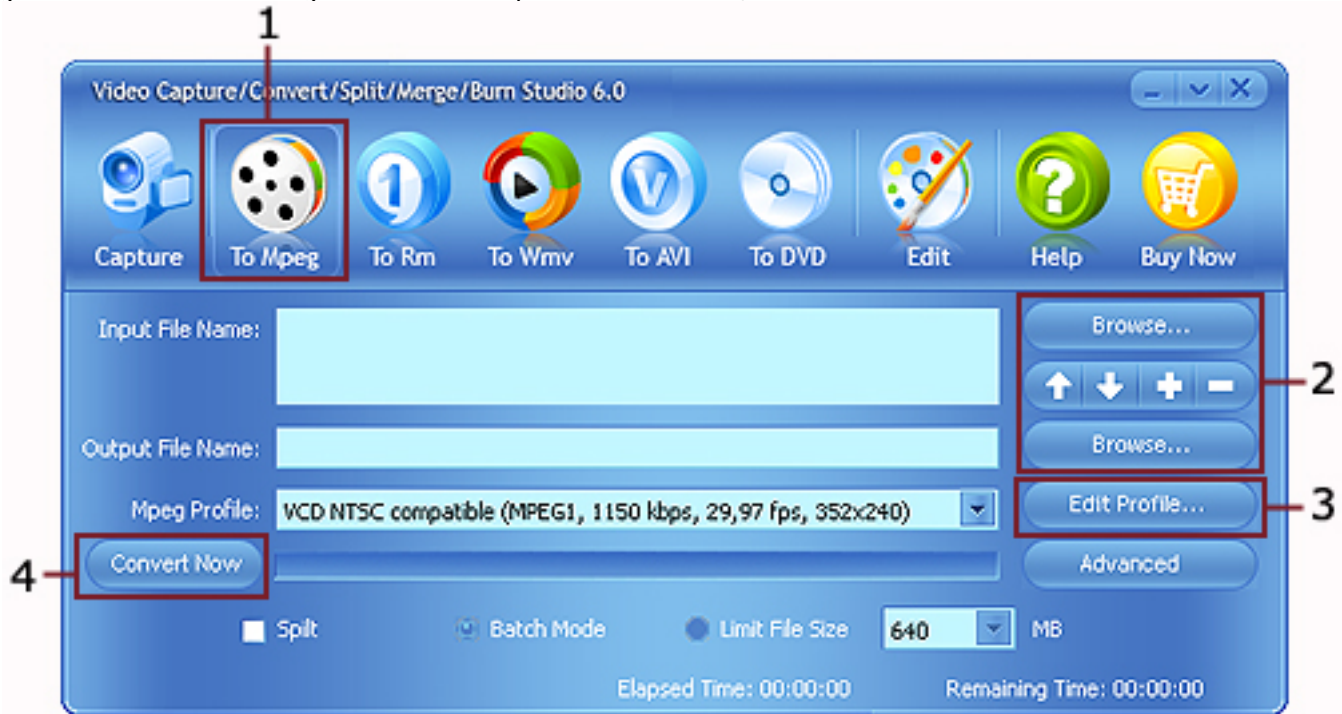 1
Video Capture/Convert/Split/Merge/Burn Studio 6.0
Capture To Mpeg To Rm To Wmv To AVI To DVD Edit Help Buy Now
Input File Name: Browse...
2
Output File Name: Browse...
Mpeg Profile: VCD NTSC compatible (MPEG1, 1150 kbps, 29,97 fps, 352x240) Edit Profile... 3
4 Convert Now Advanced
Spilt Batch Mode Limit File Size 640 MB
Elapsed Time: 00:00:00 Remaining Time: 00:00:00